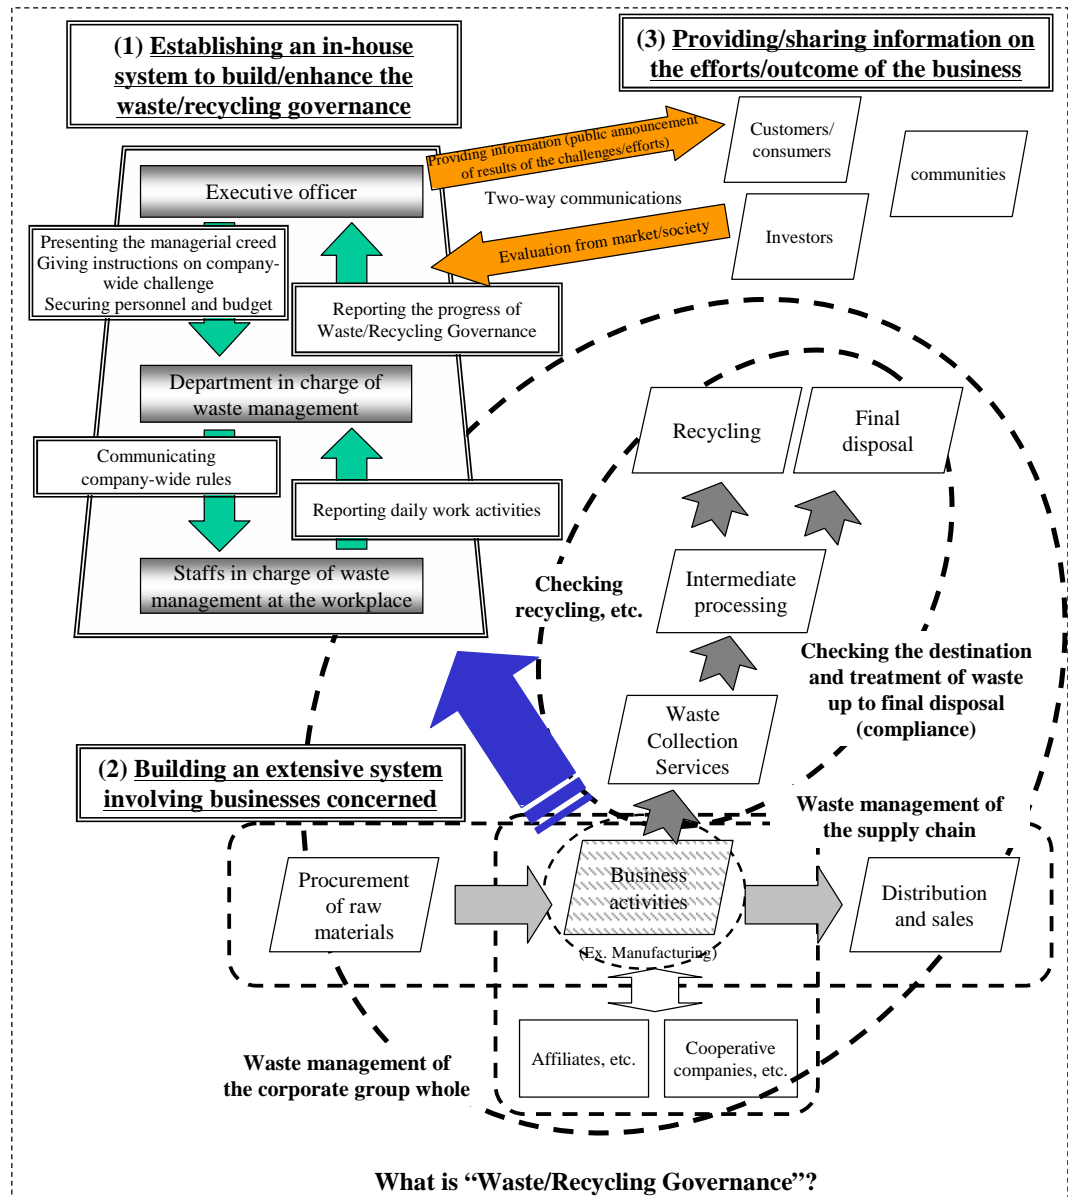 (1) Establishing an in-house
system to build/enhance the
waste/recycling governance
(3) Providing/sharing information on
the efforts/outcome of the business
Executive officer
Presenting the managerial creed
Giving instructions on company-
wide challenge
Securing personnel and budget
Reporting the progress of
Waste/Recycling Governance
Department in charge of
waste management
Communicating
company-wide rules
Reporting daily work activities
Staffs in charge of waste
management at the workplace
Providing information (public announcement
of results of the challenges/efforts)
Two-way communications
Evaluation from market/society
Customers/
consumers
communities
Investors
Recycling
Final
disposal
Intermediate
processing
Checking
recycling, etc.
Checking the destination
and treatment of waste
up to final disposal
(compliance)
Waste
Collection
Services
(2) Building an extensive system
involving businesses concerned
Waste management of
the supply chain
Procurement
of raw
materials
Business
activities
(Ex. Manufacturing)
Distribution
and sales
Affiliates, etc.
Cooperative
companies, etc.
Waste management of
the corporate group whole
What is “Waste/Recycling Governance”?